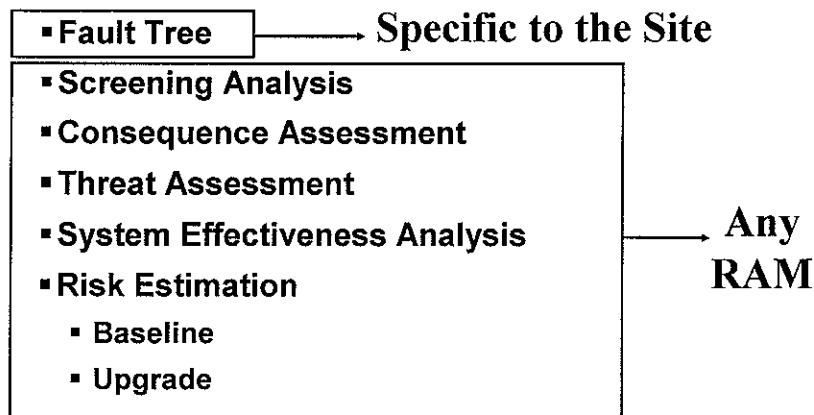 ▪ Fault Tree
Specific to the Site
▪ Screening Analysis
▪ Consequence Assessment
▪ Threat Assessment
▪ System Effectiveness Analysis
▪ Risk Estimation
▪ Baseline
▪ Upgrade
Any
RAM